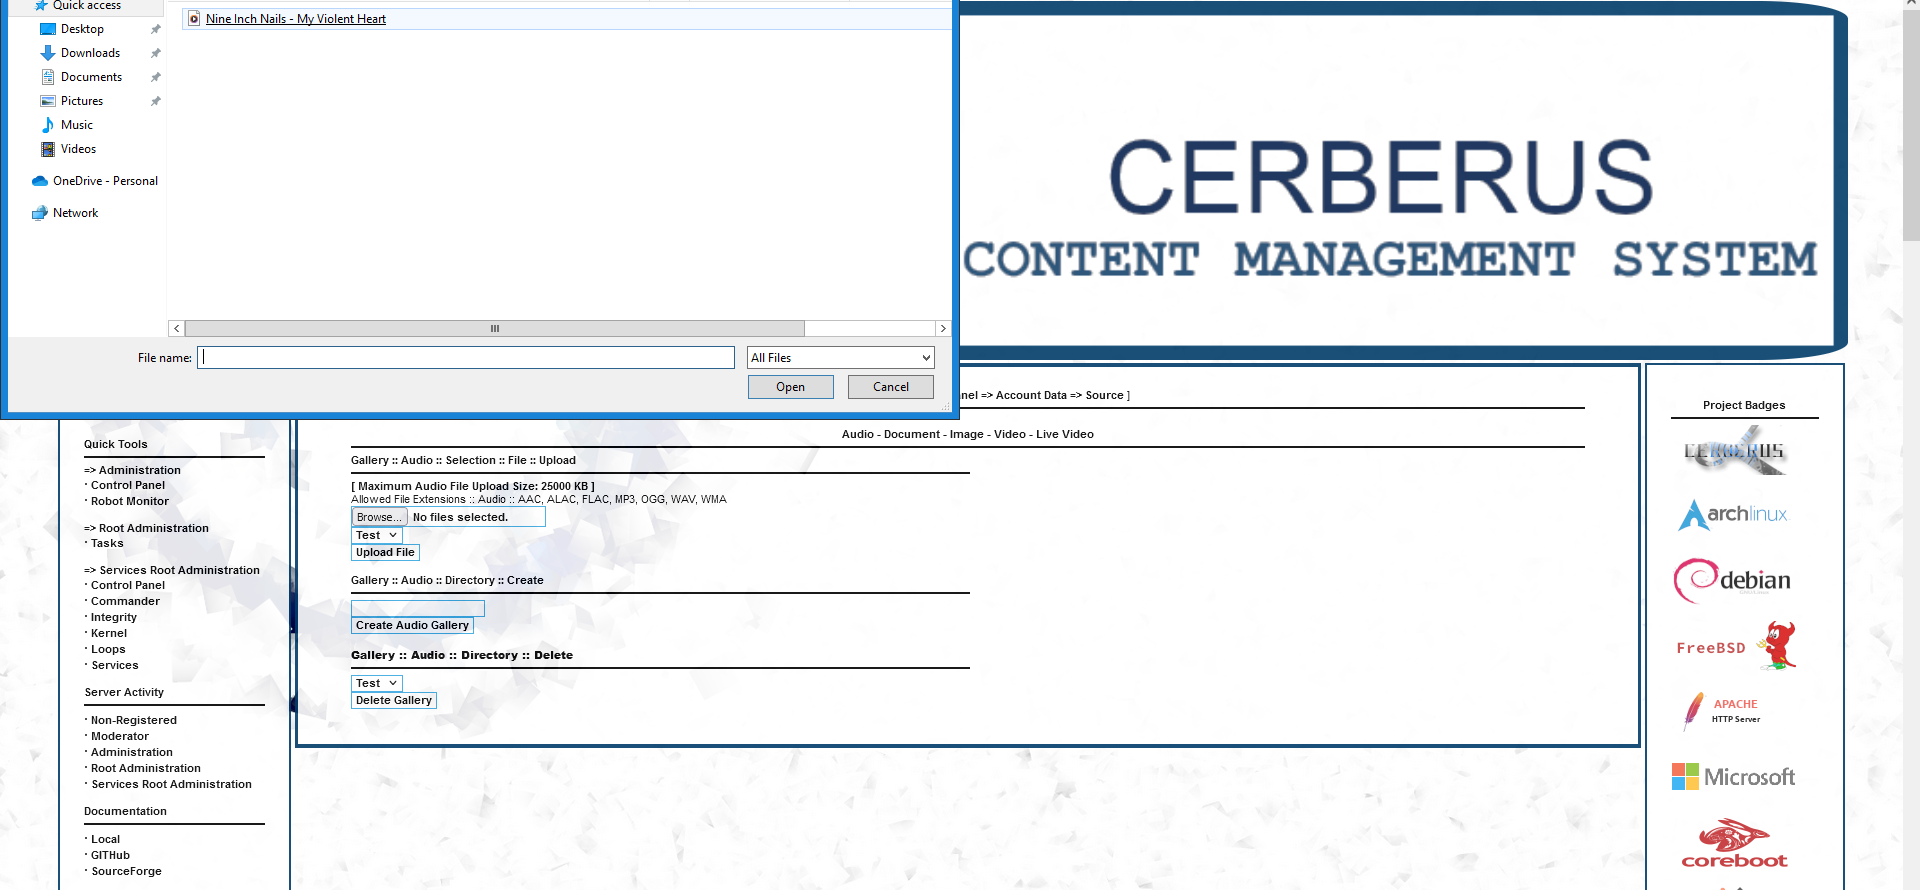 Quick access
Desktop
Downloads
Documents
Pictures
Music
Videos
OneDrive - Personal
Network
Nine Inch Nails - My Violent Heart
File name:
All Files
Open
Cancel
CERBERUS
CONTENT MANAGEMENT SYSTEM
nel => Account Data => Source ]
Audio - Document - Image - Video - Live Video
Gallery :: Audio :: Selection :: File :: Upload
[ Maximum Audio File Upload Size: 25000 KB ]
Allowed File Extensions :: Audio :: AAC, ALAC, FLAC, MP3, OGG, WAV, WMA
Browse... No files selected.
Test
Upload File
Gallery :: Audio :: Directory :: Create
Create Audio Gallery
Gallery :: Audio :: Directory :: Delete
Test
Delete Gallery
Quick Tools
=> Administration
· Control Panel
· Robot Monitor
=> Root Administration
· Tasks
=> Services Root Administration
· Control Panel
· Commander
· Integrity
· Kernel
· Loops
· Services
Server Activity
· Non-Registered
· Moderator
· Administration
· Root Administration
· Services Root Administration
Documentation
· Local
· GITHub
· SourceForge
Project Badges
CERBERUS
archlinux
debian
FreeBSD
APACHE
HTTP Server
Microsoft
coreboot